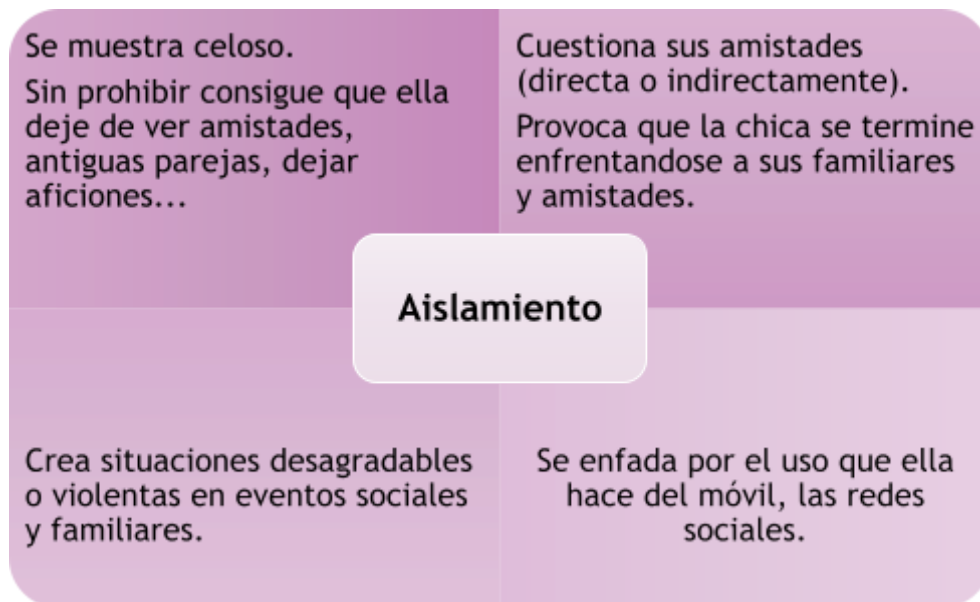 Se muestra celoso.
Sin prohibir consigue que ella
deje de ver amistades,
antiguas parejas, dejar
aficiones...
Cuestiona sus amistades
(directa o indirectamente).
Provoca que la chica se termine
enfrentandose a sus familiares
y amistades.
Aislamiento
Crea situaciones desagradables
o violentas en eventos sociales
y familiares.
Se enfada por el uso que ella
hace del móvil, las redes
sociales.